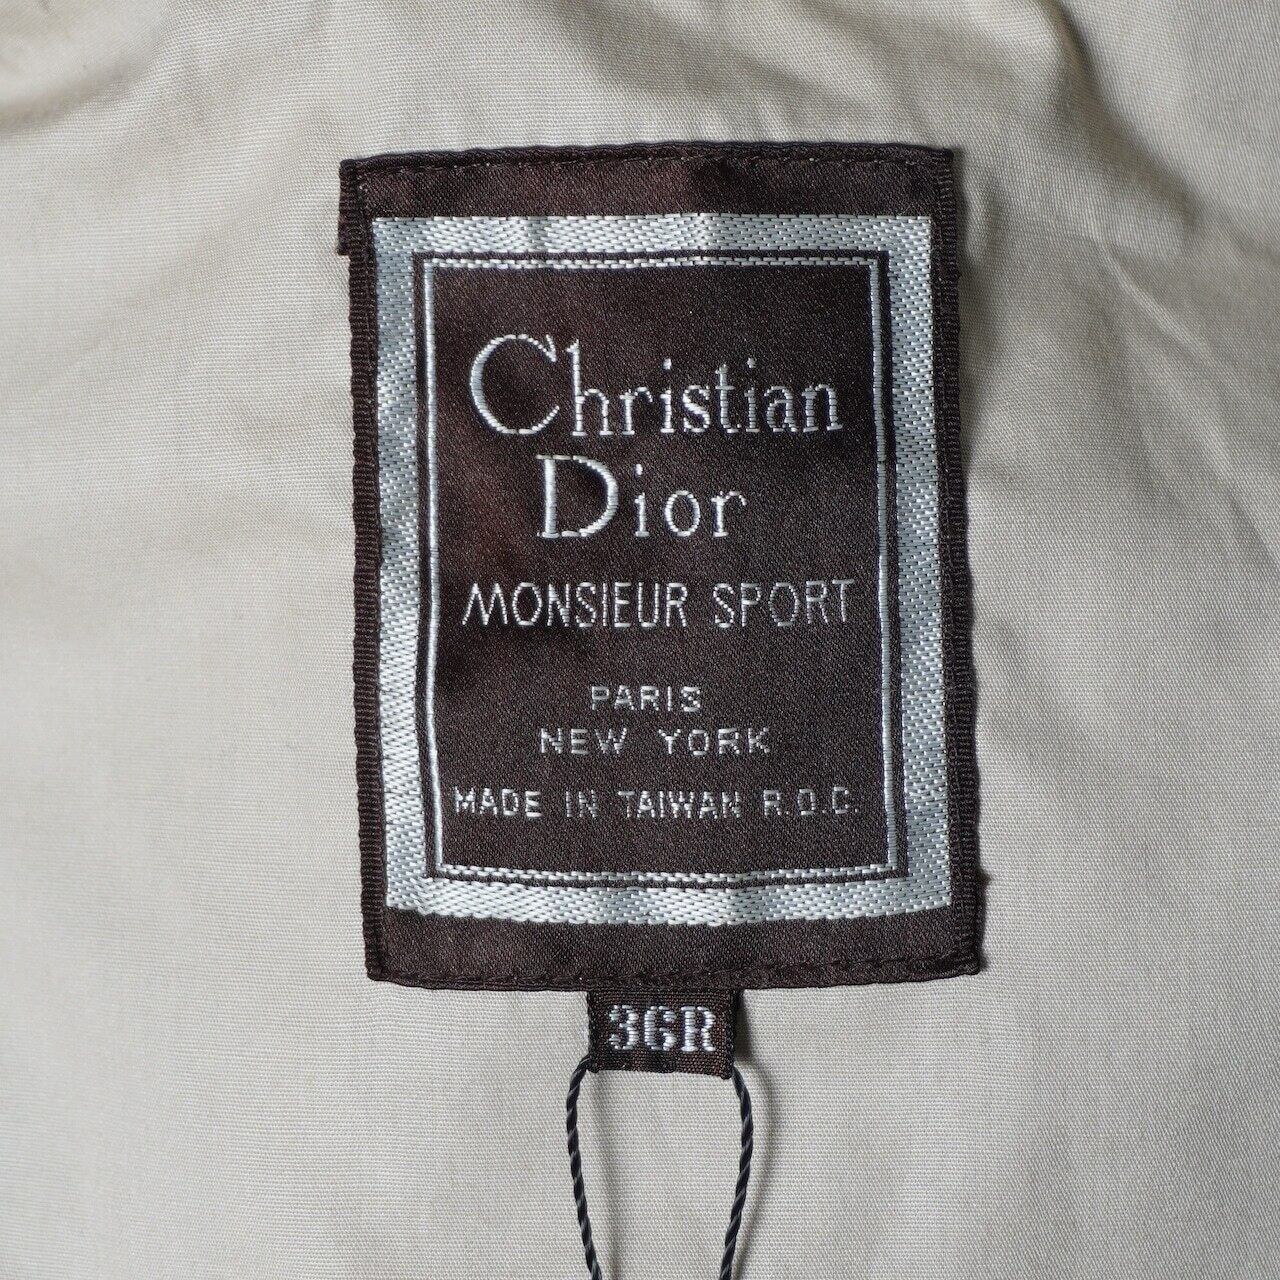 Christian
Dior
MONSIEUR SPORT
PARIS
NEW YORK
MADE IN TAIWAN R.O.C.
36R